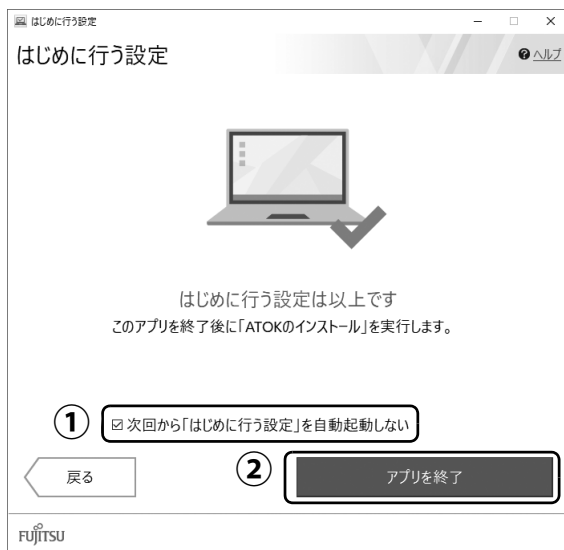 はじめに行う設定
はじめに行う設定
ヘルプ
はじめに行う設定は以上です
このアプリを終了後に「ATOKのインストール」を実行します。
① 次回から「はじめに行う設定」を自動起動しない
戻る ② アプリを終了
FUJITSU